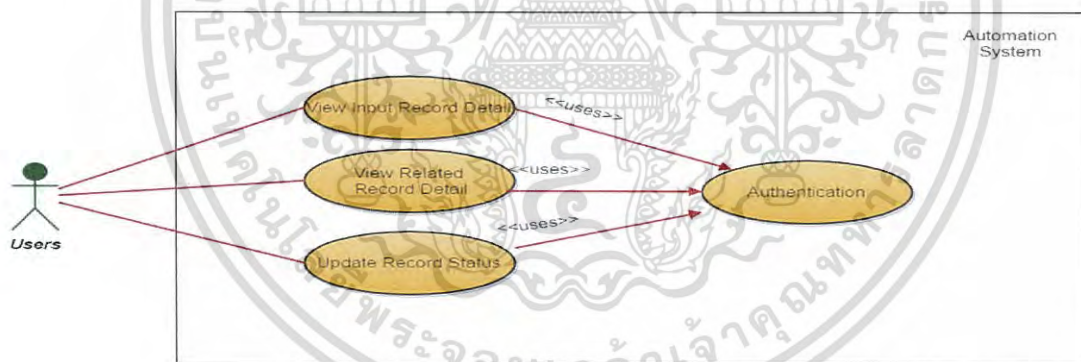 Automation
System
View Input Record Detail
<<uses>>
View Related
Record Detail
<<uses>>
Authentication
<<uses>>
Update Record Status
Users